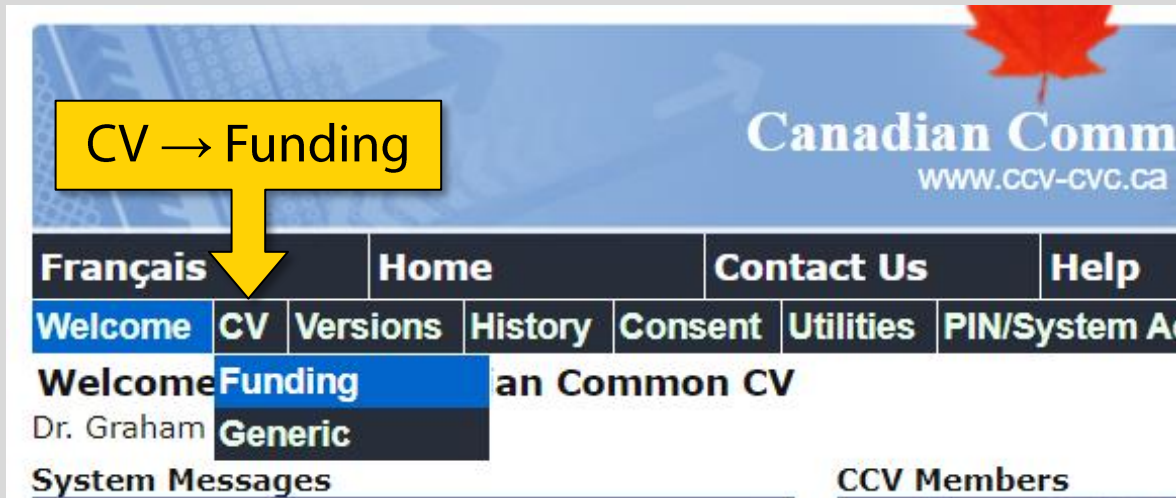 CV → Funding
Canadian Comm
www.ccv-cvc.ca
Français Home Contact Us Help
Welcome CV Versions History Consent Utilities PIN/System A
Welcome ian Common CV
Funding
Dr. Graham
Generic
System Messages CCV Members